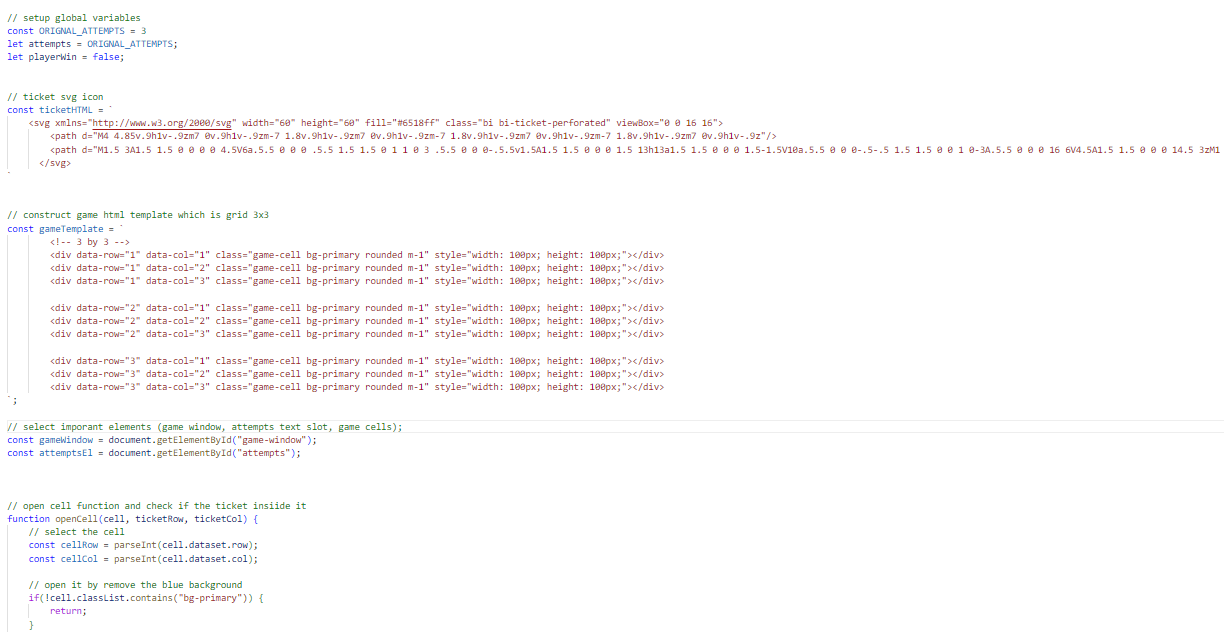 // setup global variables
const ORIGNAL_ATTEMPTS = 3
let attempts = ORIGNAL_ATTEMPTS;
let playerWin = false;
// ticket svg icon
const ticketHTML = `
<svg xmlns="http://www.w3.org/2000/svg" width="60" height="60" fill="#6518ff" class="bi bi-ticket-perforated" viewBox="0 0 16 16">
<path d="M4 4.85v.9h1v-.9zm7 0v.9h1v-.9zm-7 1.8v.9h1v-.9zm7 0v.9h1v-.9zm-7 1.8v.9h1v-.9zm7 0v.9h1v-.9zm-7 1.8v.9h1v-.9zm7 0v.9h1v-.9z"/>
<path d="M1.5 3A1.5 1.5 0 0 0 0 4.5V6a.5.5 0 0 0 .5.5 1.5 1.5 0 1 1 0 3 .5.5 0 0 0-.5.5v1.5A1.5 1.5 0 0 0 1.5 13h13a1.5 1.5 0 0 0 1.5-1.5V10a.5.5 0 0 0-.5-.5 1.5 1.5 0 0 1 0-3A.5.5 0 0 0 16 6V4.5A1.5 1.5 0 0 0 14.5 3zM1
</svg>
`
// construct game html template which is grid 3x3
const gameTemplate = `
<!-- 3 by 3 -->
<div data-row="1" data-col="1" class="game-cell bg-primary rounded m-1" style="width: 100px; height: 100px;"></div>
<div data-row="1" data-col="2" class="game-cell bg-primary rounded m-1" style="width: 100px; height: 100px;"></div>
<div data-row="1" data-col="3" class="game-cell bg-primary rounded m-1" style="width: 100px; height: 100px;"></div>
<div data-row="2" data-col="1" class="game-cell bg-primary rounded m-1" style="width: 100px; height: 100px;"></div>
<div data-row="2" data-col="2" class="game-cell bg-primary rounded m-1" style="width: 100px; height: 100px;"></div>
<div data-row="2" data-col="3" class="game-cell bg-primary rounded m-1" style="width: 100px; height: 100px;"></div>
<div data-row="3" data-col="1" class="game-cell bg-primary rounded m-1" style="width: 100px; height: 100px;"></div>
<div data-row="3" data-col="2" class="game-cell bg-primary rounded m-1" style="width: 100px; height: 100px;"></div>
<div data-row="3" data-col="3" class="game-cell bg-primary rounded m-1" style="width: 100px; height: 100px;"></div>
`;
// select imporant elements (game window, attempts text slot, game cells);
const gameWindow = document.getElementById("game-window");
const attemptsEl = document.getElementById("attempts");
// open cell function and check if the ticket insiide it
function openCell(cell, ticketRow, ticketCol) {
// select the cell
const cellRow = parseInt(cell.dataset.row);
const cellCol = parseInt(cell.dataset.col);
// open it by remove the blue background
if(!cell.classList.contains("bg-primary")) {
return;
}